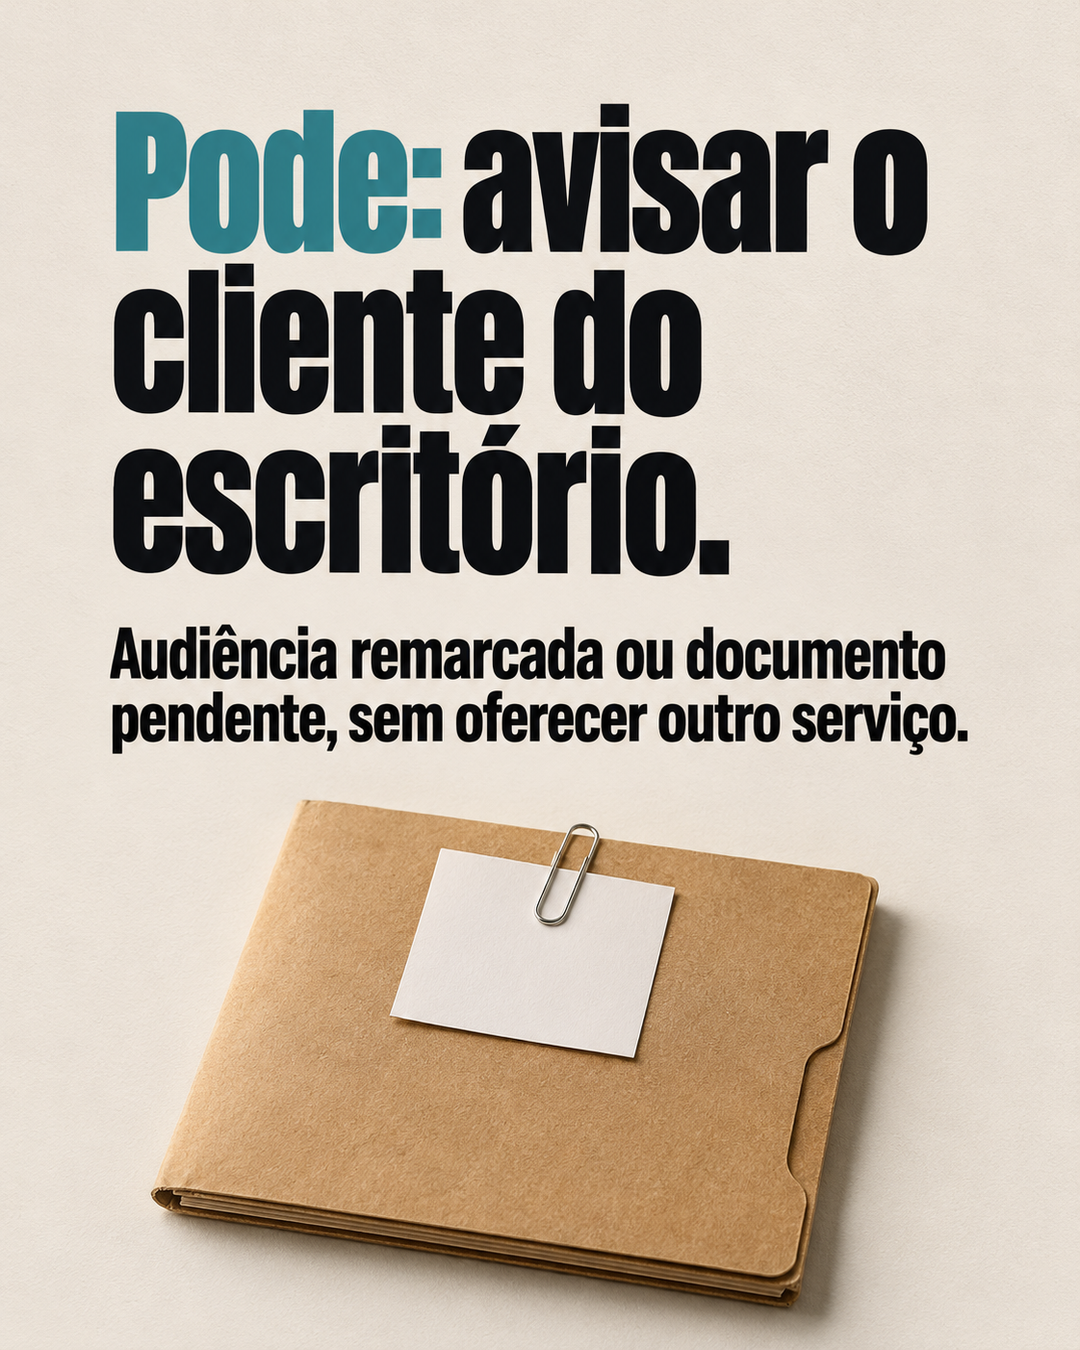 Pode: avisar o
cliente do
escritório.
Audiência remarcada ou documento
pendente, sem oferecer outro serviço.